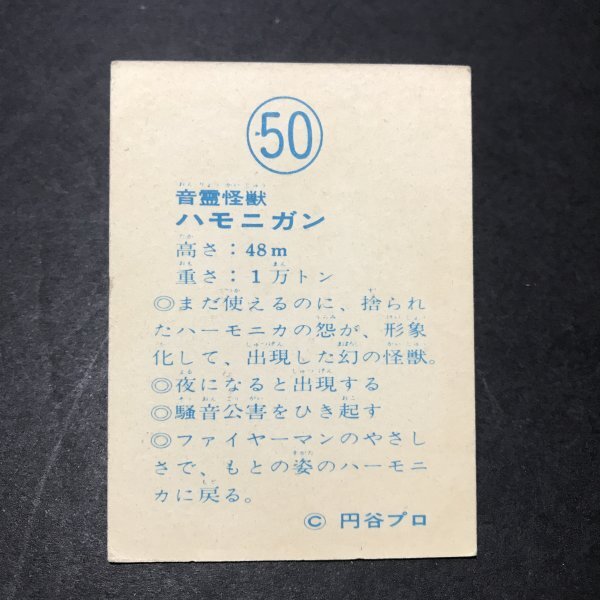 50
音霊怪獣
ハモニガン
高さ：48m
重さ：1万トン
◎まだ使えるのに、捨られ
たハーモニカの怨が、形象
化して、出現した幻の怪獣。
◎夜になると出現する
◎騒音公害をひき起す
◎ファイヤーマンのやさし
さで、もとの姿のハーモニ
カに戻る。
© 円谷プロ